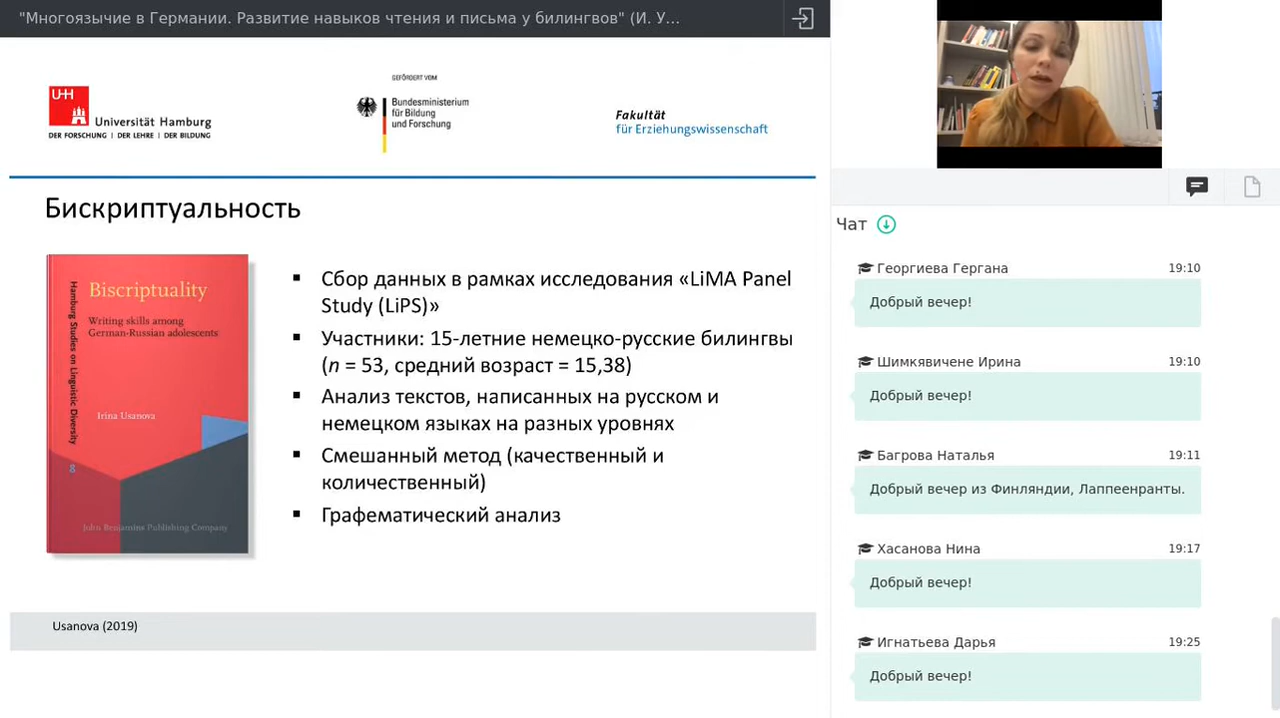 "Многоязычие в Германии. Развитие навыков чтения и письма у билингвов" (И. У...
UHH
Universität Hamburg
DER FORSCHUNG | DER LEHRE | DER BILDUNG
GEFÖRDERT VOM
Bundesministerium
für Bildung
und Forschung
Fakultät
für Erziehungswissenschaft
Бискриптуальность
Hamburg Studies on Linguistic Diversity
8
Biscriptuality
Writing skills among
German-Russian adolescents
Irina Usanova
John Benjamins Publishing Company
▪ Сбор данных в рамках исследования «LiMA Panel
Study (LiPS)»
▪ Участники: 15-летние немецко-русские билингвы
(n = 53, средний возраст = 15,38)
▪ Анализ текстов, написанных на русском и
немецком языках на разных уровнях
▪ Смешанный метод (качественный и
количественный)
▪ Графематический анализ
Usanova (2019)
Чат
Георгиева Гергана 19:10
Добрый вечер!
Шимкявичене Ирина 19:10
Добрый вечер!
Багрова Наталья 19:11
Добрый вечер из Финляндии, Лаппеенранты.
Хасанова Нина 19:17
Добрый вечер!
Игнатьева Дарья 19:25
Добрый вечер!